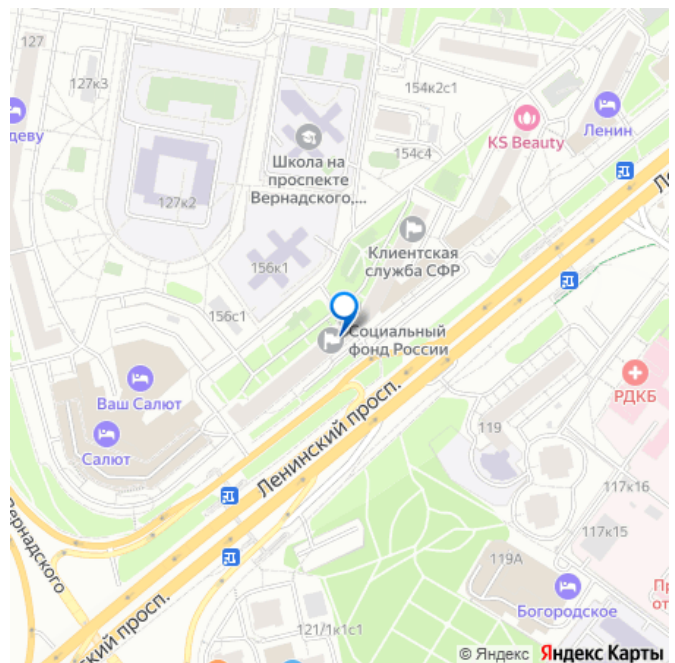 127
127к3
154к2с1
деву
KS Beauty
Ленин
Школа на
проспекте
Вернадского,...
154с4
127к2
Клиентская
служба СФР
156к1
156с1
Социальный
фонд России
Ваш Салют
Салют
Ленинский просп.
РДКБ
119
117к16
117к15
119А
Вернадского
Богородское
Пр
от
ский просп.
121/1к1с1
© Яндекс Яндекс Карты